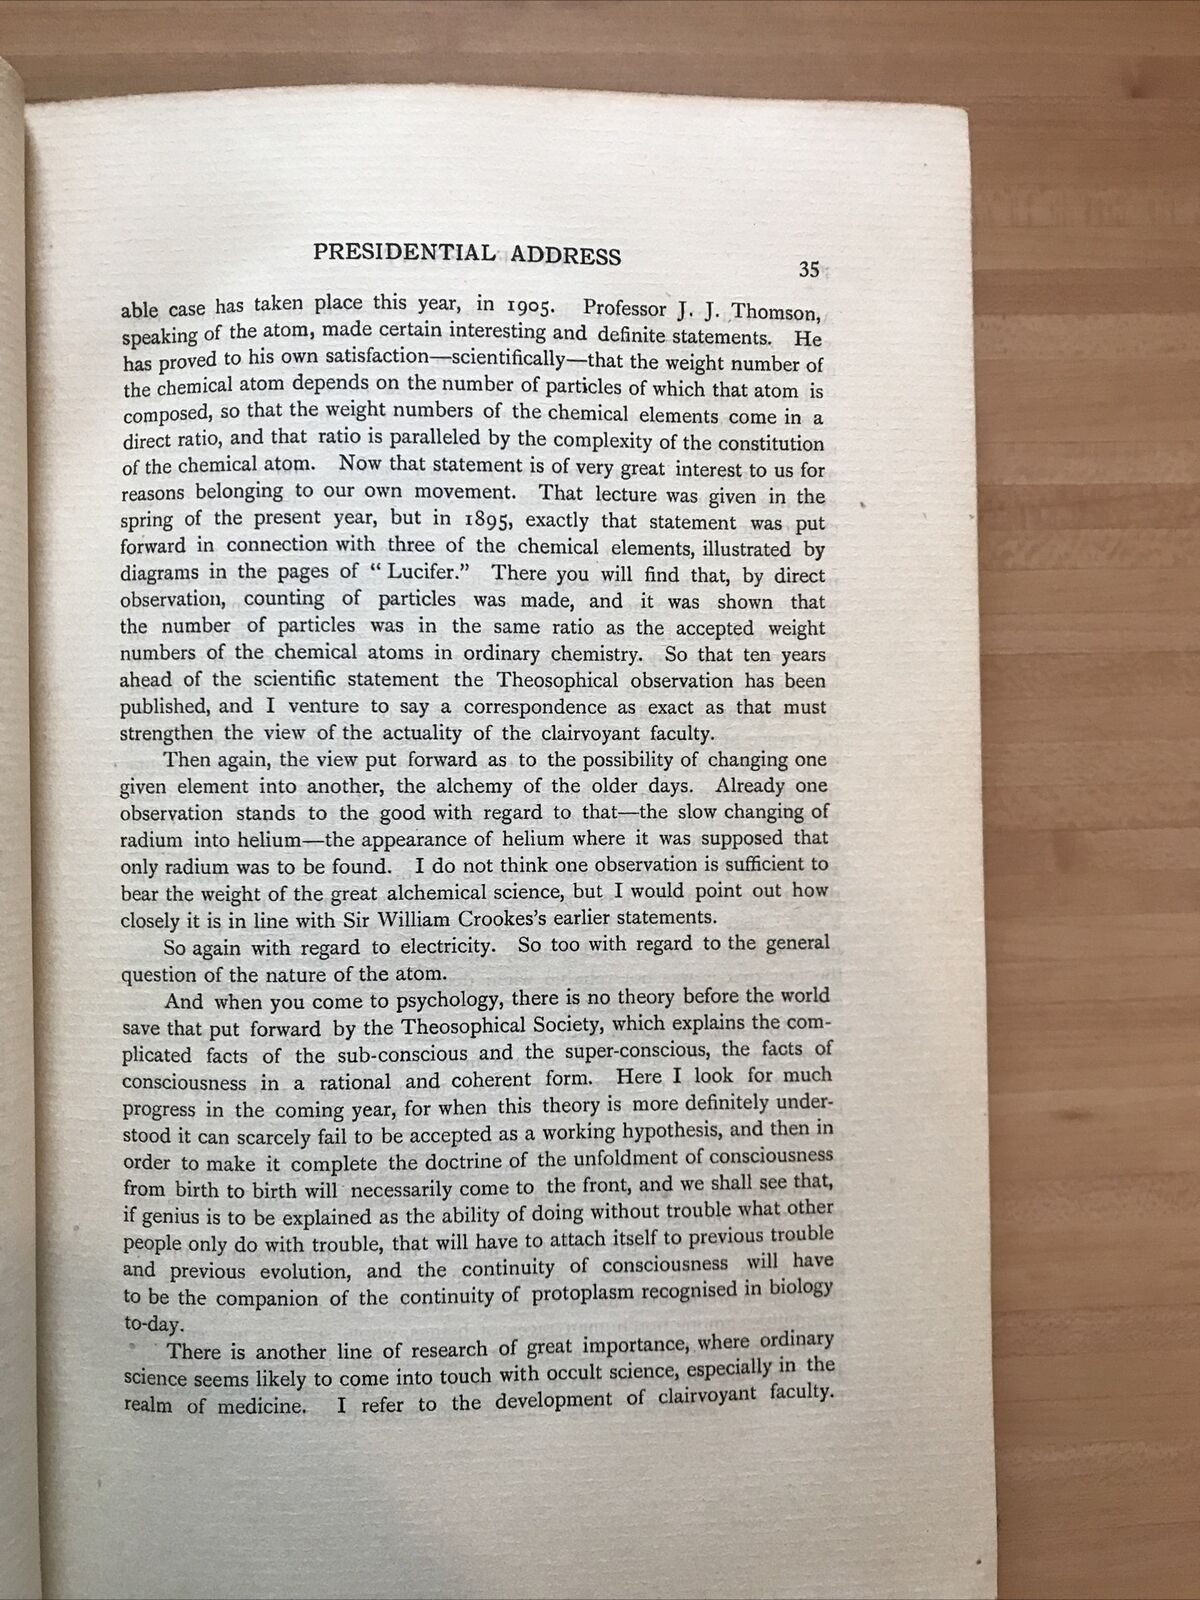 PRESIDENTIAL ADDRESS
35
able case has taken place this year, in 1905. Professor J. J. Thomson,
speaking of the atom, made certain interesting and definite statements. He
has proved to his own satisfaction—scientifically—that the weight number of
the chemical atom depends on the number of particles of which that atom is
composed, so that the weight numbers of the chemical elements come in a
direct ratio, and that ratio is paralleled by the complexity of the constitution
of the chemical atom. Now that statement is of very great interest to us for
reasons belonging to our own movement. That lecture was given in the
spring of the present year, but in 1895, exactly that statement was put
forward in connection with three of the chemical elements, illustrated by
diagrams in the pages of “ Lucifer.” There you will find that, by direct
observation, counting of particles was made, and it was shown that
the number of particles was in the same ratio as the accepted weight
numbers of the chemical atoms in ordinary chemistry. So that ten years
ahead of the scientific statement the Theosophical observation has been
published, and I venture to say a correspondence as exact as that must
strengthen the view of the actuality of the clairvoyant faculty.
Then again, the view put forward as to the possibility of changing one
given element into another, the alchemy of the older days. Already one
observation stands to the good with regard to that—the slow changing of
radium into helium—the appearance of helium where it was supposed that
only radium was to be found. I do not think one observation is sufficient to
bear the weight of the great alchemical science, but I would point out how
closely it is in line with Sir William Crookes’s earlier statements.
So again with regard to electricity. So too with regard to the general
question of the nature of the atom.
And when you come to psychology, there is no theory before the world
save that put forward by the Theosophical Society, which explains the com-
plicated facts of the sub-conscious and the super-conscious, the facts of
consciousness in a rational and coherent form. Here I look for much
progress in the coming year, for when this theory is more definitely under-
stood it can scarcely fail to be accepted as a working hypothesis, and then in
order to make it complete the doctrine of the unfoldment of consciousness
from birth to birth will necessarily come to the front, and we shall see that,
if genius is to be explained as the ability of doing without trouble what other
people only do with trouble, that will have to attach itself to previous trouble
and previous evolution, and the continuity of consciousness will have
to be the companion of the continuity of protoplasm recognised in biology
to-day.
There is another line of research of great importance, where ordinary
science seems likely to come into touch with occult science, especially in the
realm of medicine. I refer to the development of clairvoyant faculty.